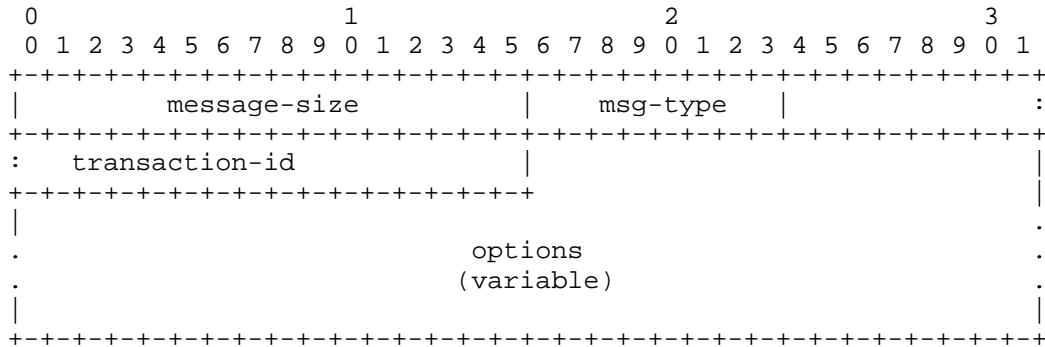 0                   1                   2                   3
 0 1 2 3 4 5 6 7 8 9 0 1 2 3 4 5 6 7 8 9 0 1 2 3 4 5 6 7 8 9 0 1
+-+-+-+-+-+-+-+-+-+-+-+-+-+-+-+-+-+-+-+-+-+-+-+-+-+-+-+-+-+-+-+-+
|         message-size          |    msg-type   |               :
+-+-+-+-+-+-+-+-+-+-+-+-+-+-+-+-+-+-+-+-+-+-+-+-+-+-+-+-+-+-+-+-+
:   transaction-id              |                               |
+-+-+-+-+-+-+-+-+-+-+-+-+-+-+-+-+                               |
|                                                               .
.                            options                            .
.                           (variable)                          .
|                                                               |
+-+-+-+-+-+-+-+-+-+-+-+-+-+-+-+-+-+-+-+-+-+-+-+-+-+-+-+-+-+-+-+-+